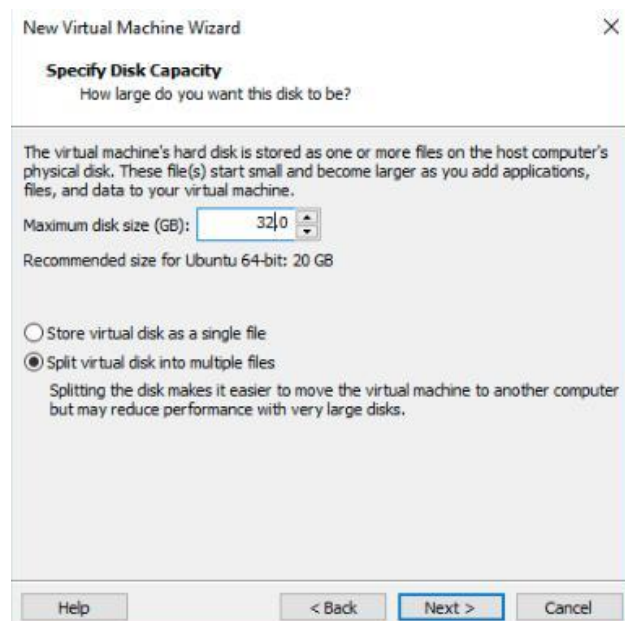 New Virtual Machine Wizard
Specify Disk Capacity
How large do you want this disk to be?
The virtual machine's hard disk is stored as one or more files on the host computer's
physical disk. These file(s) start small and become larger as you add applications,
files, and data to your virtual machine.
Maximum disk size (GB): 32.0
Recommended size for Ubuntu 64-bit: 20 GB
Store virtual disk as a single file
Split virtual disk into multiple files
Splitting the disk makes it easier to move the virtual machine to another computer
but may reduce performance with very large disks.
Help < Back Next > Cancel